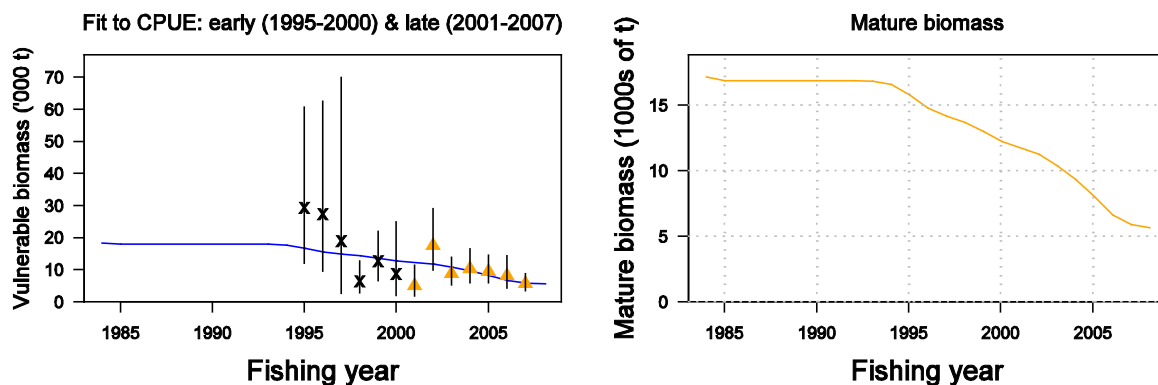 Fit to CPUE: early (1995-2000) & late (2001-2007)
Vulnerable biomass ('000 t)
70
60
50
40
30
20
10
0
1985 1990 1995 2000 2005
Fishing year
Mature biomass
Mature biomass (1000s of t)
15
10
5
0
1985 1990 1995 2000 2005
Fishing year